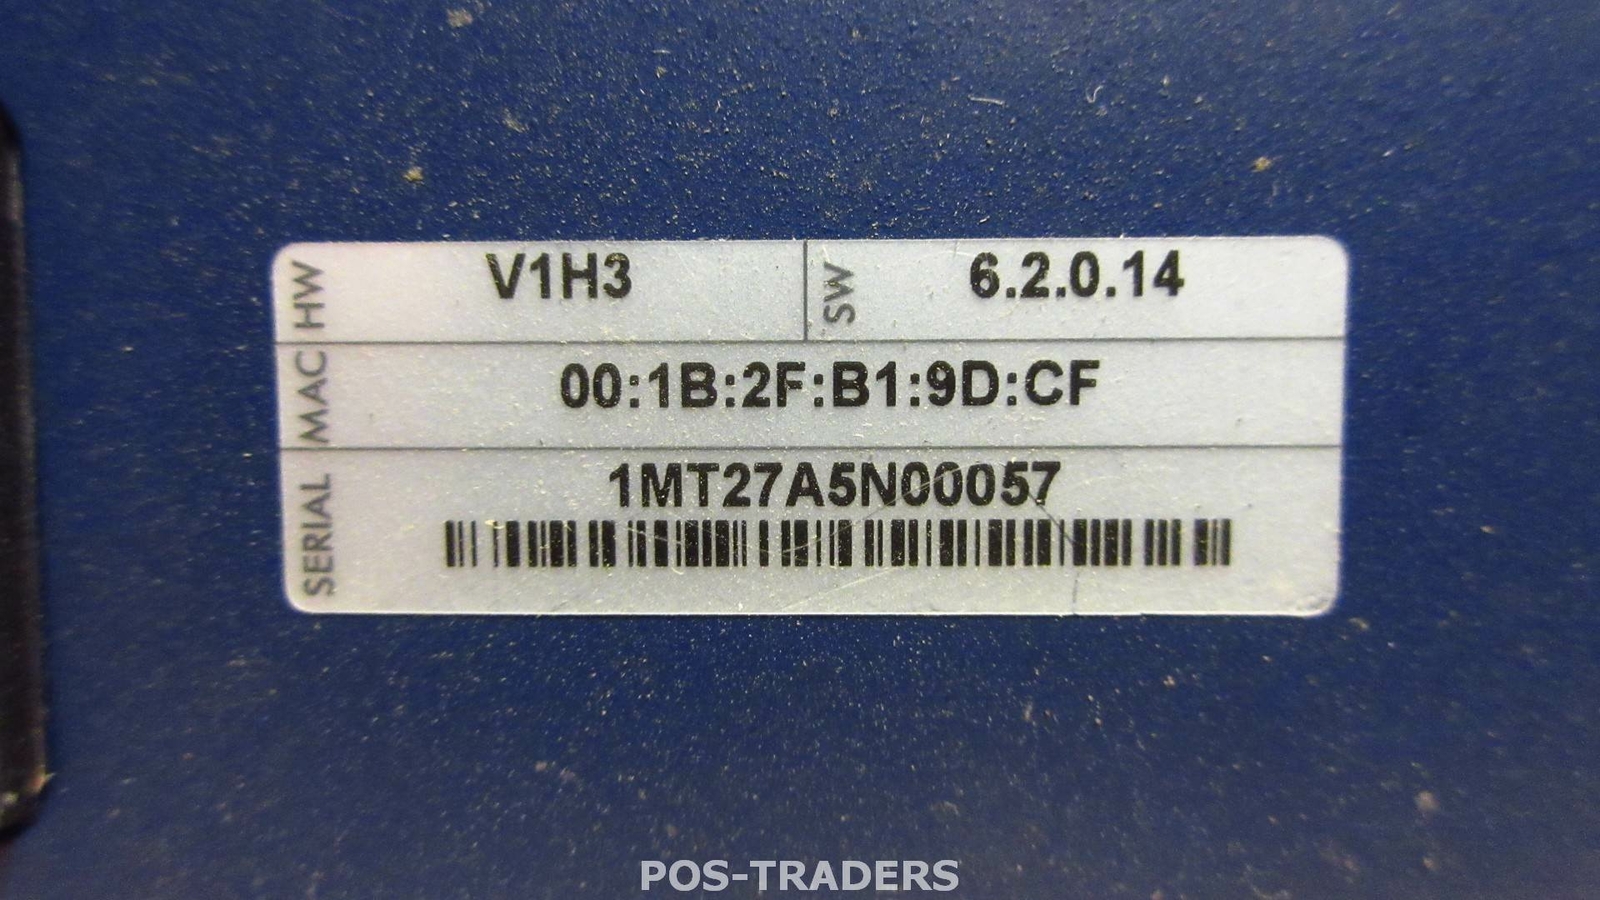 HW V1H3 SW 6.2.0.14
MAC 00:1B:2F:B1:9D:CF
SERIAL 1MT27A5N00057
POS-TRADERS